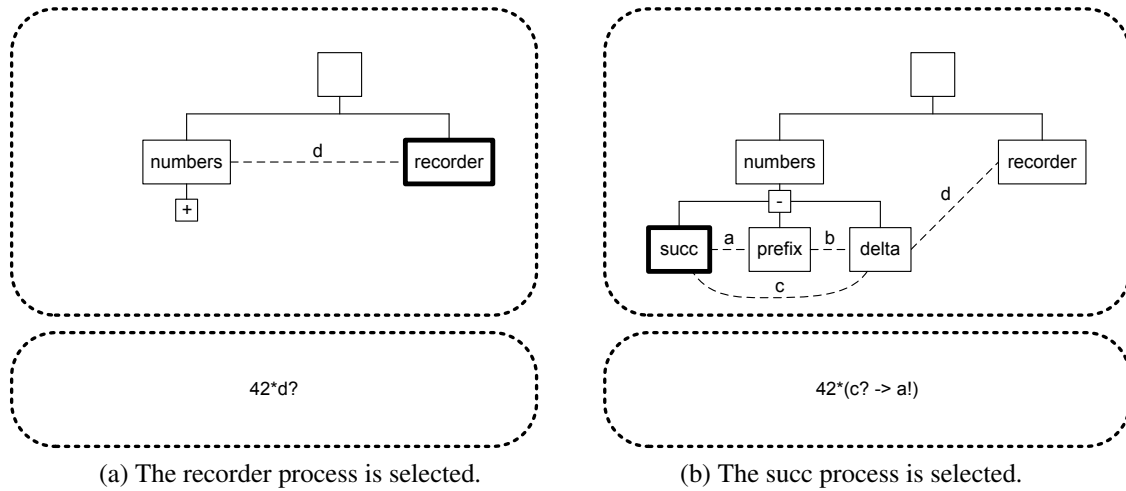 numbers
d
recorder
+
42*d?
(a) The recorder process is selected.
numbers
recorder
-
d
succ
a
prefix
b
delta
c
42*(c? -> a!)
(b) The succ process is selected.